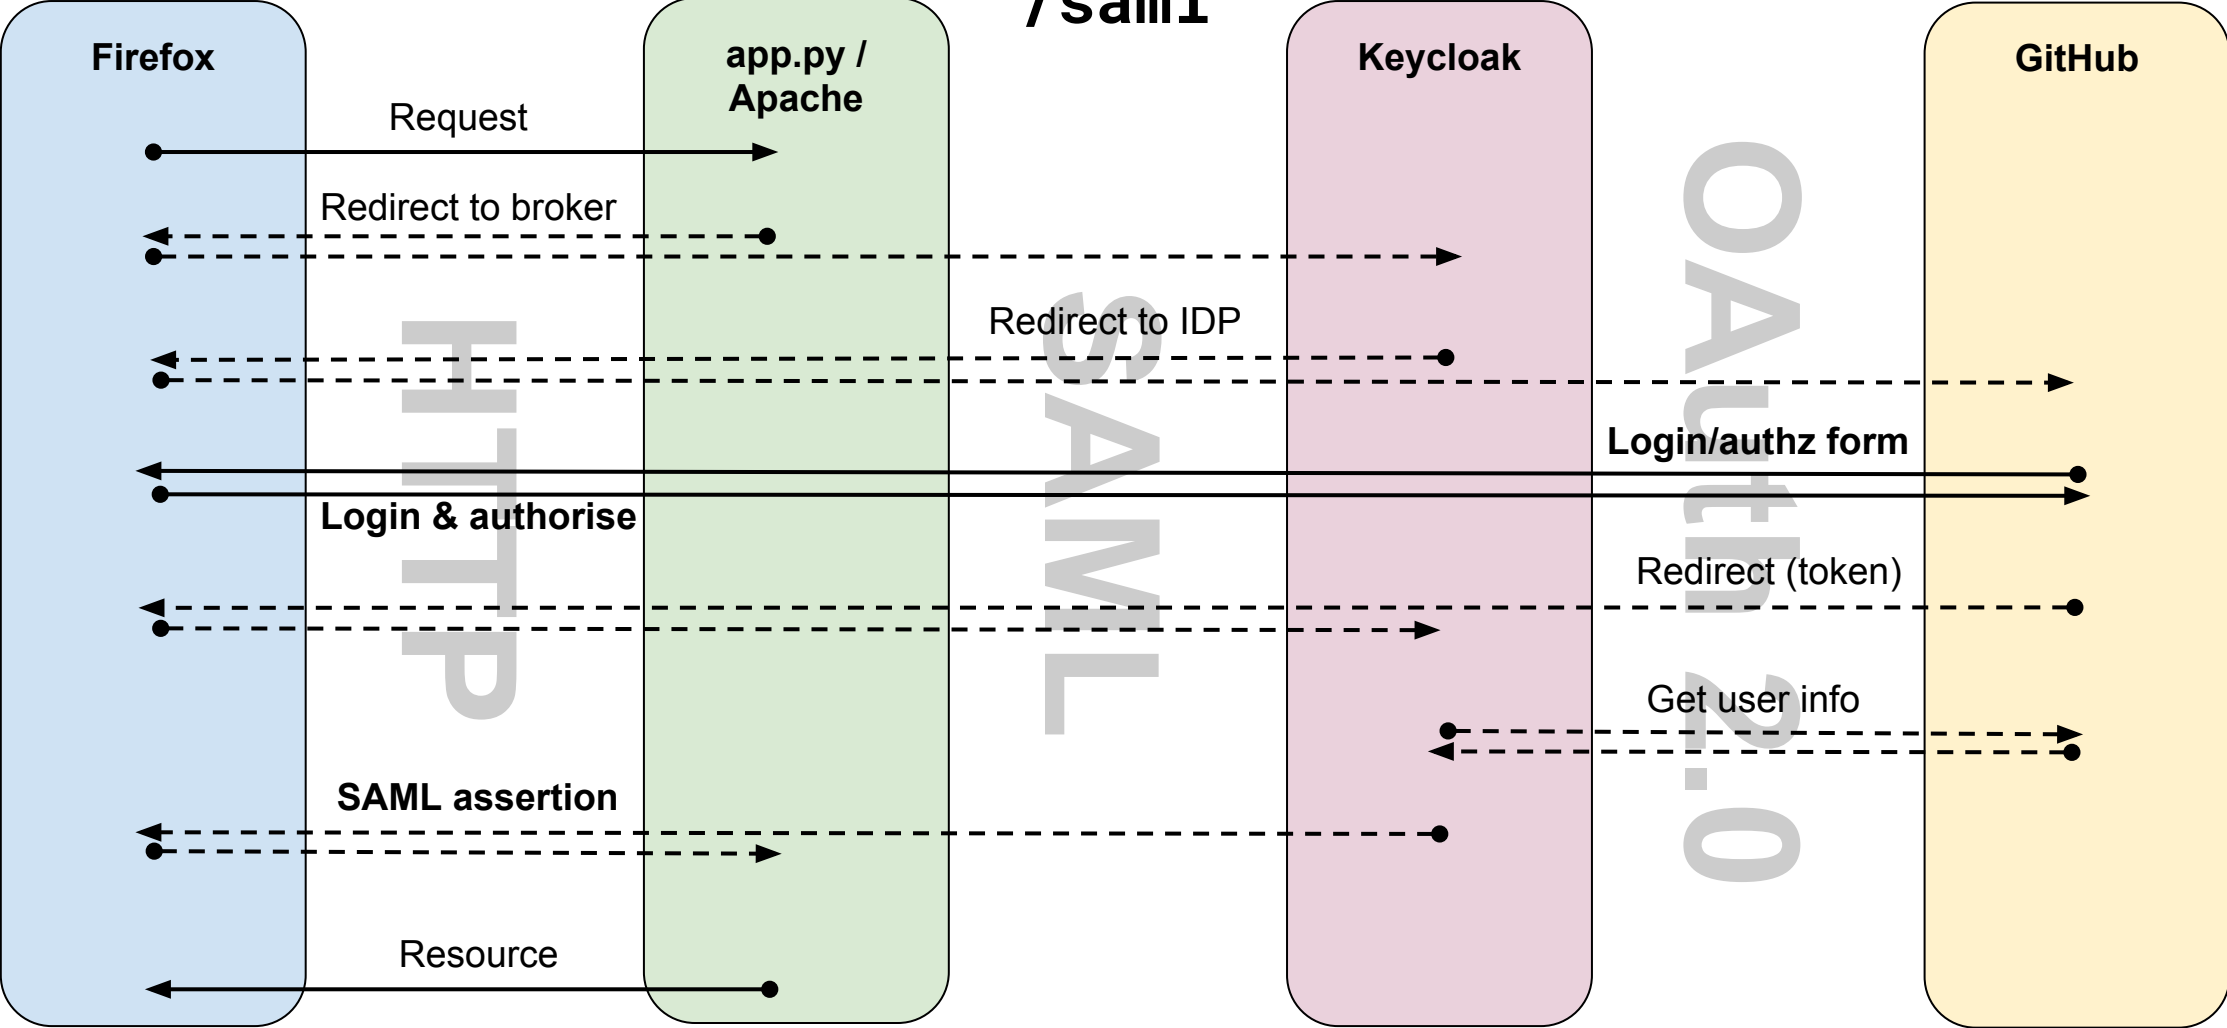 /saml
Firefox
app.py /
Apache
Keycloak
GitHub
Request
Redirect to broker
Redirect to IDP
Login/authz form
Login & authorise
Redirect (token)
Get user info
SAML assertion
Resource
HTTP
SAML
OAuth 2.0